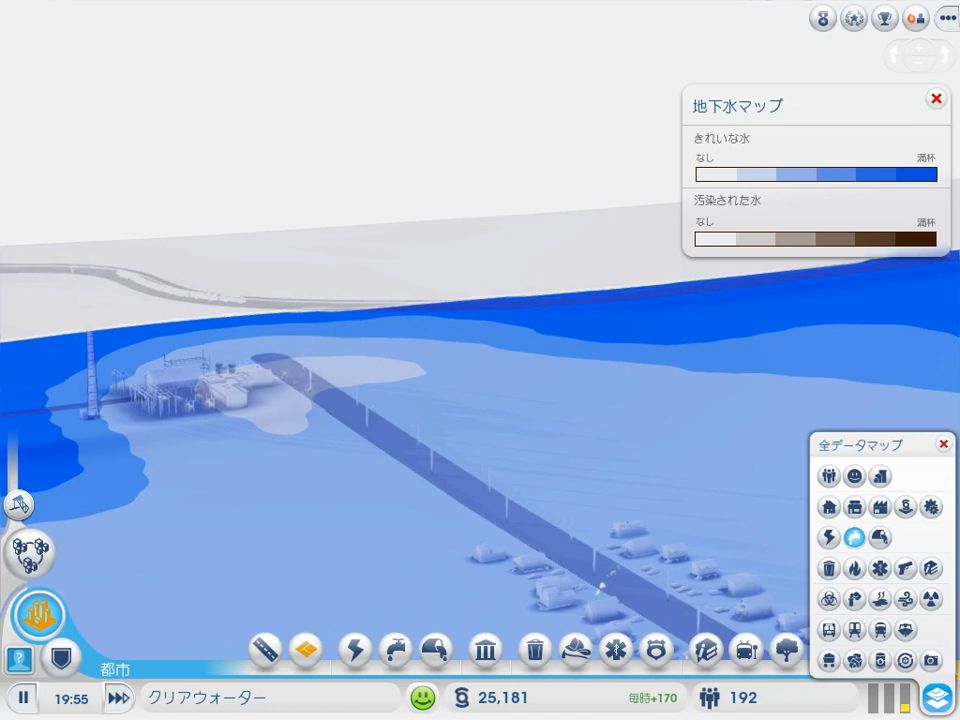 地下水マップ
きれいな水
なし 満杯
汚染された水
なし 満杯
全データマップ
都市
19:55 クリアウォーター 25,181 毎時+170 192